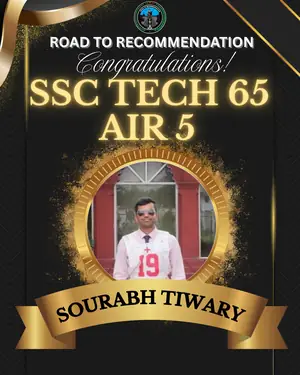 ROAD TO RECOMMENDATION
Congratulations!
SSC TECH 65
AIR 5
19
SOURABH TIWARY